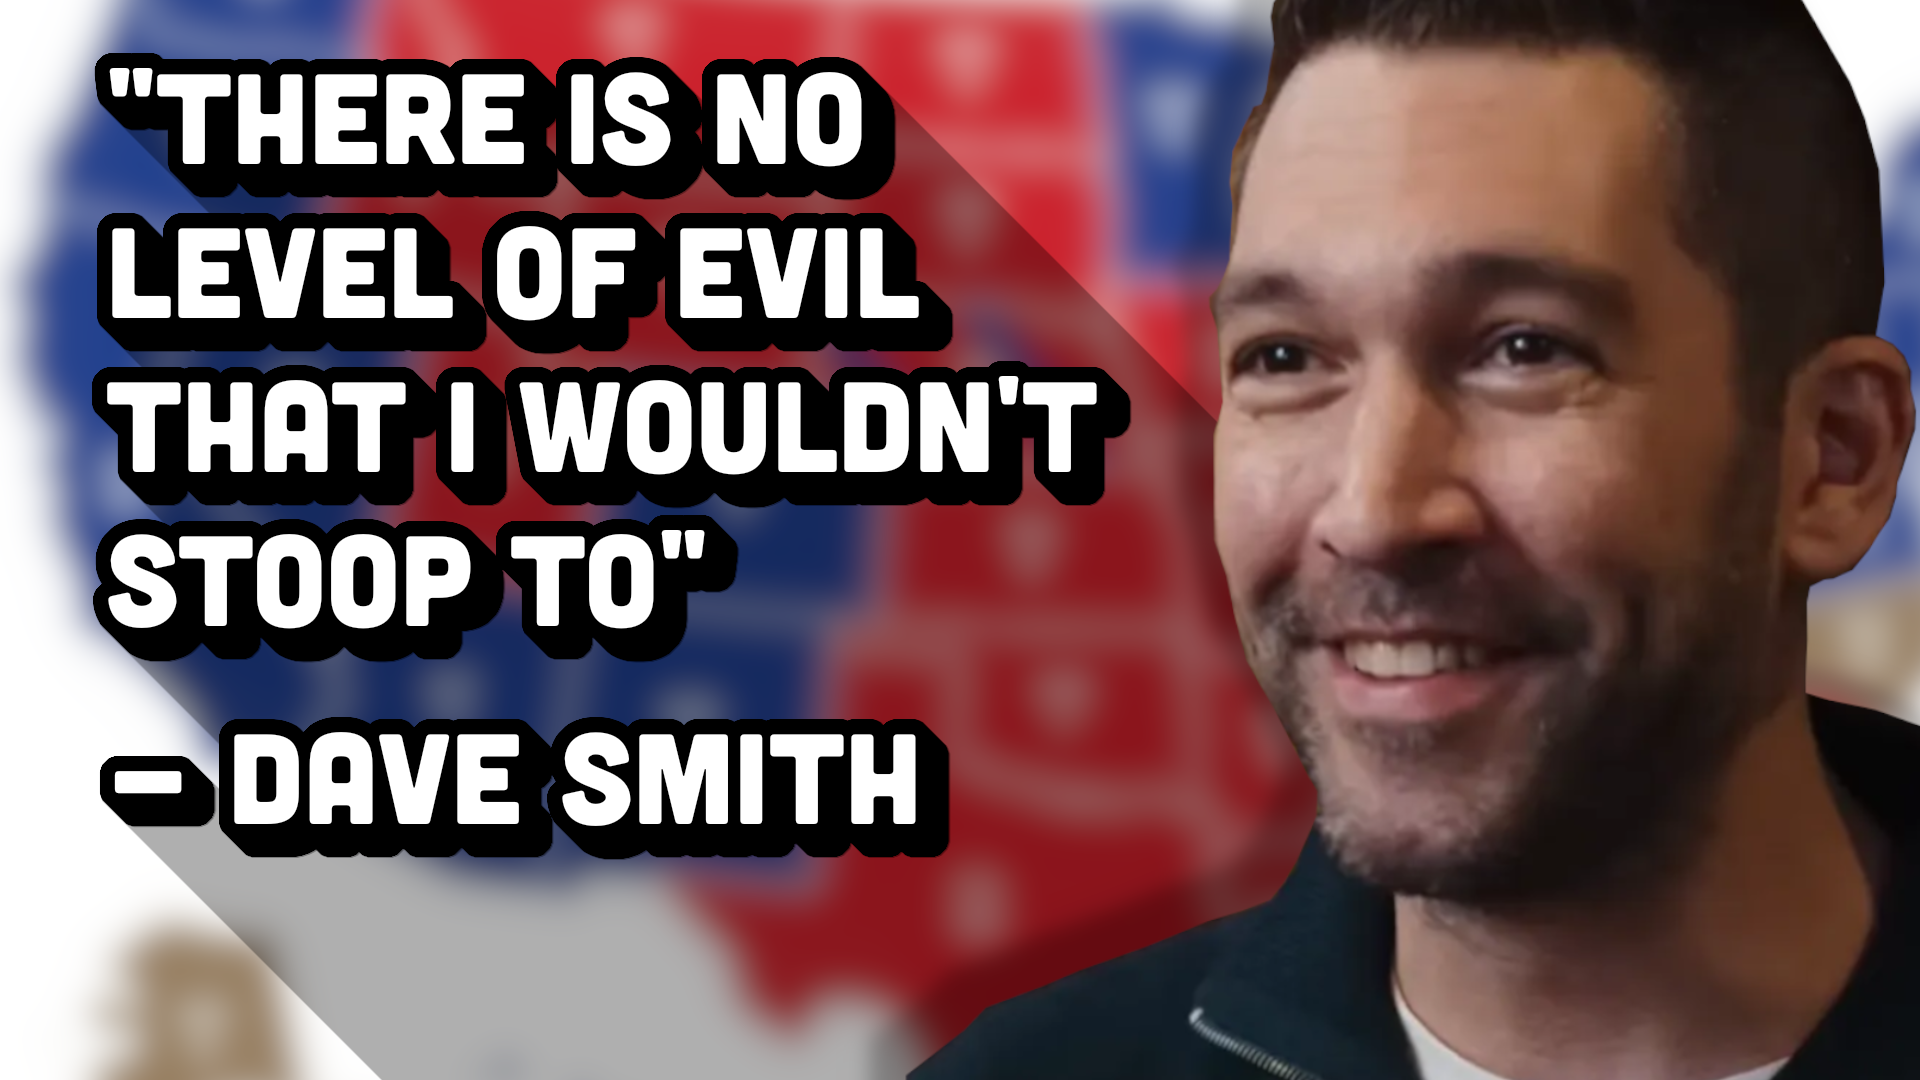 "THERE IS NO
LEVEL OF EVIL
THAT I WOULDN'T
STOOP TO"
– DAVE SMITH